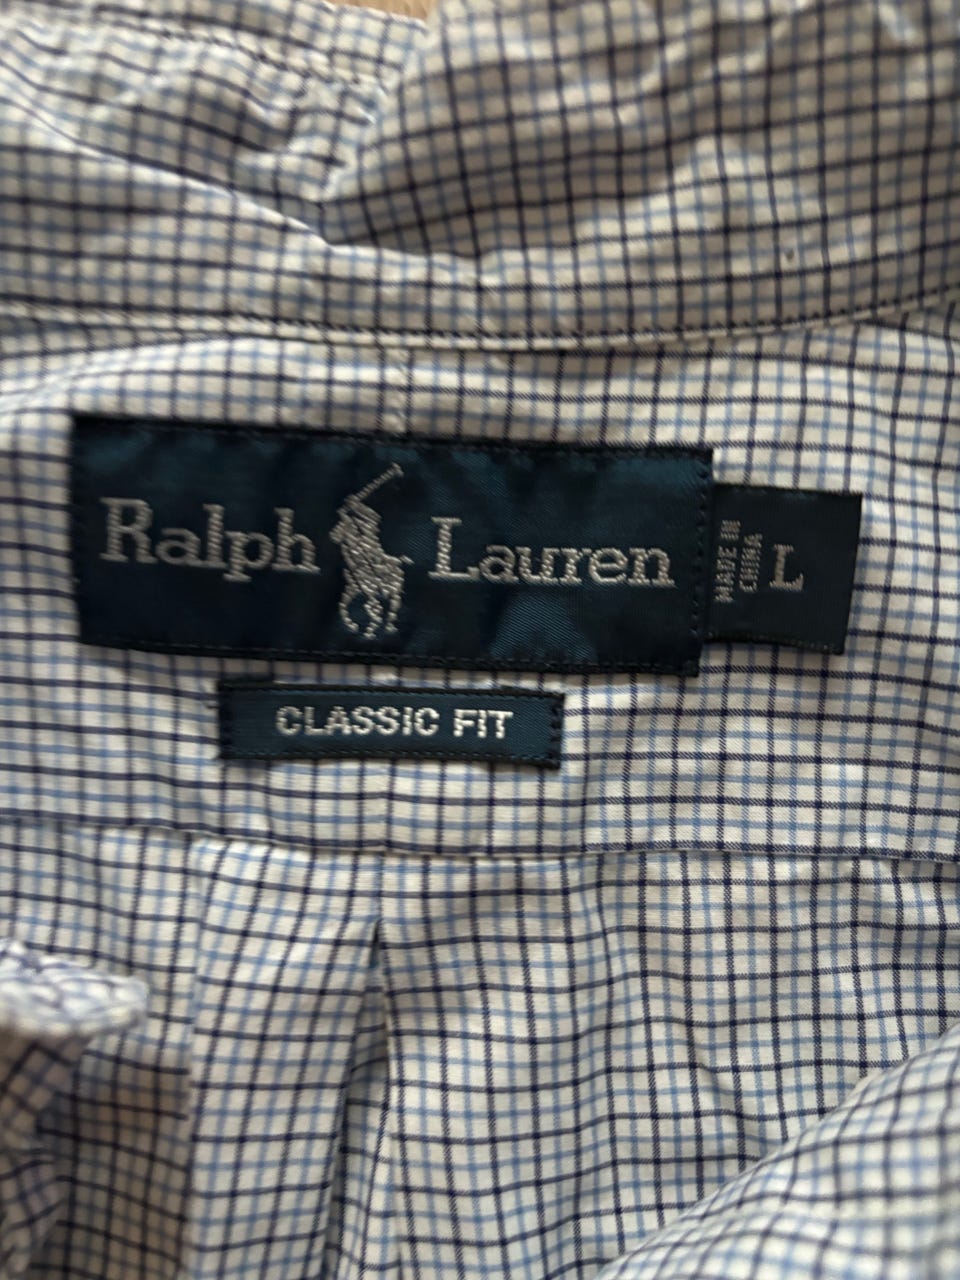 Ralph Lauren
MADE IN
CHINA
L
CLASSIC FIT